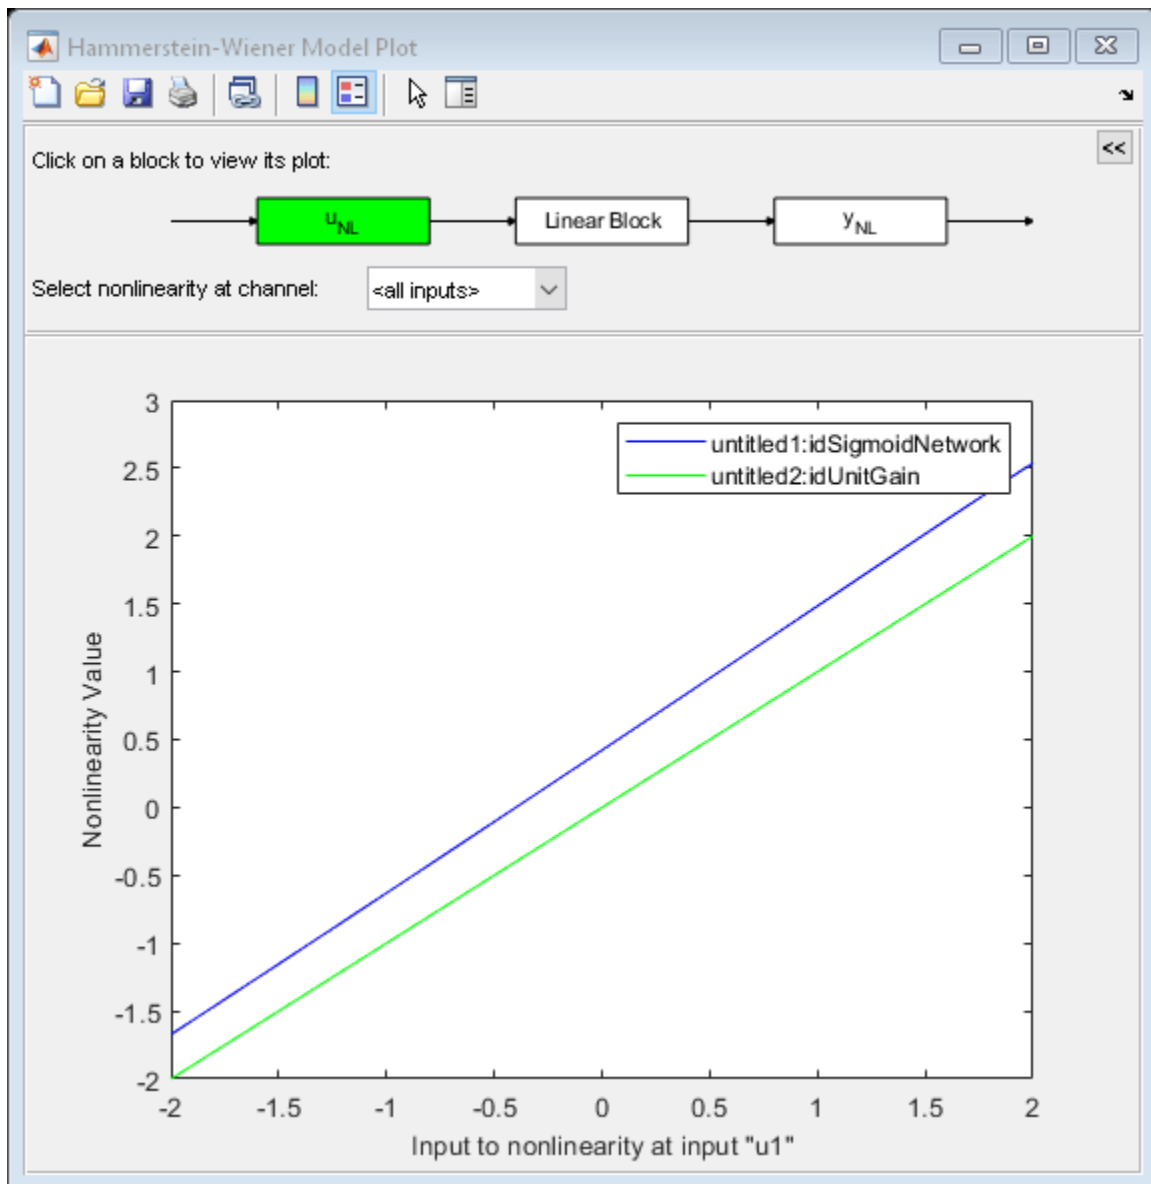 Hammerstein-Wiener Model Plot
Click on a block to view its plot:
<<
uNL
Linear Block
yNL
Select nonlinearity at channel:
<all inputs>
untitled1:idSigmoidNetwork
untitled2:idUnitGain
Nonlinearity Value
3
2.5
2
1.5
1
0.5
0
-0.5
-1
-1.5
-2
-2 -1.5 -1 -0.5 0 0.5 1 1.5 2
Input to nonlinearity at input "u1"